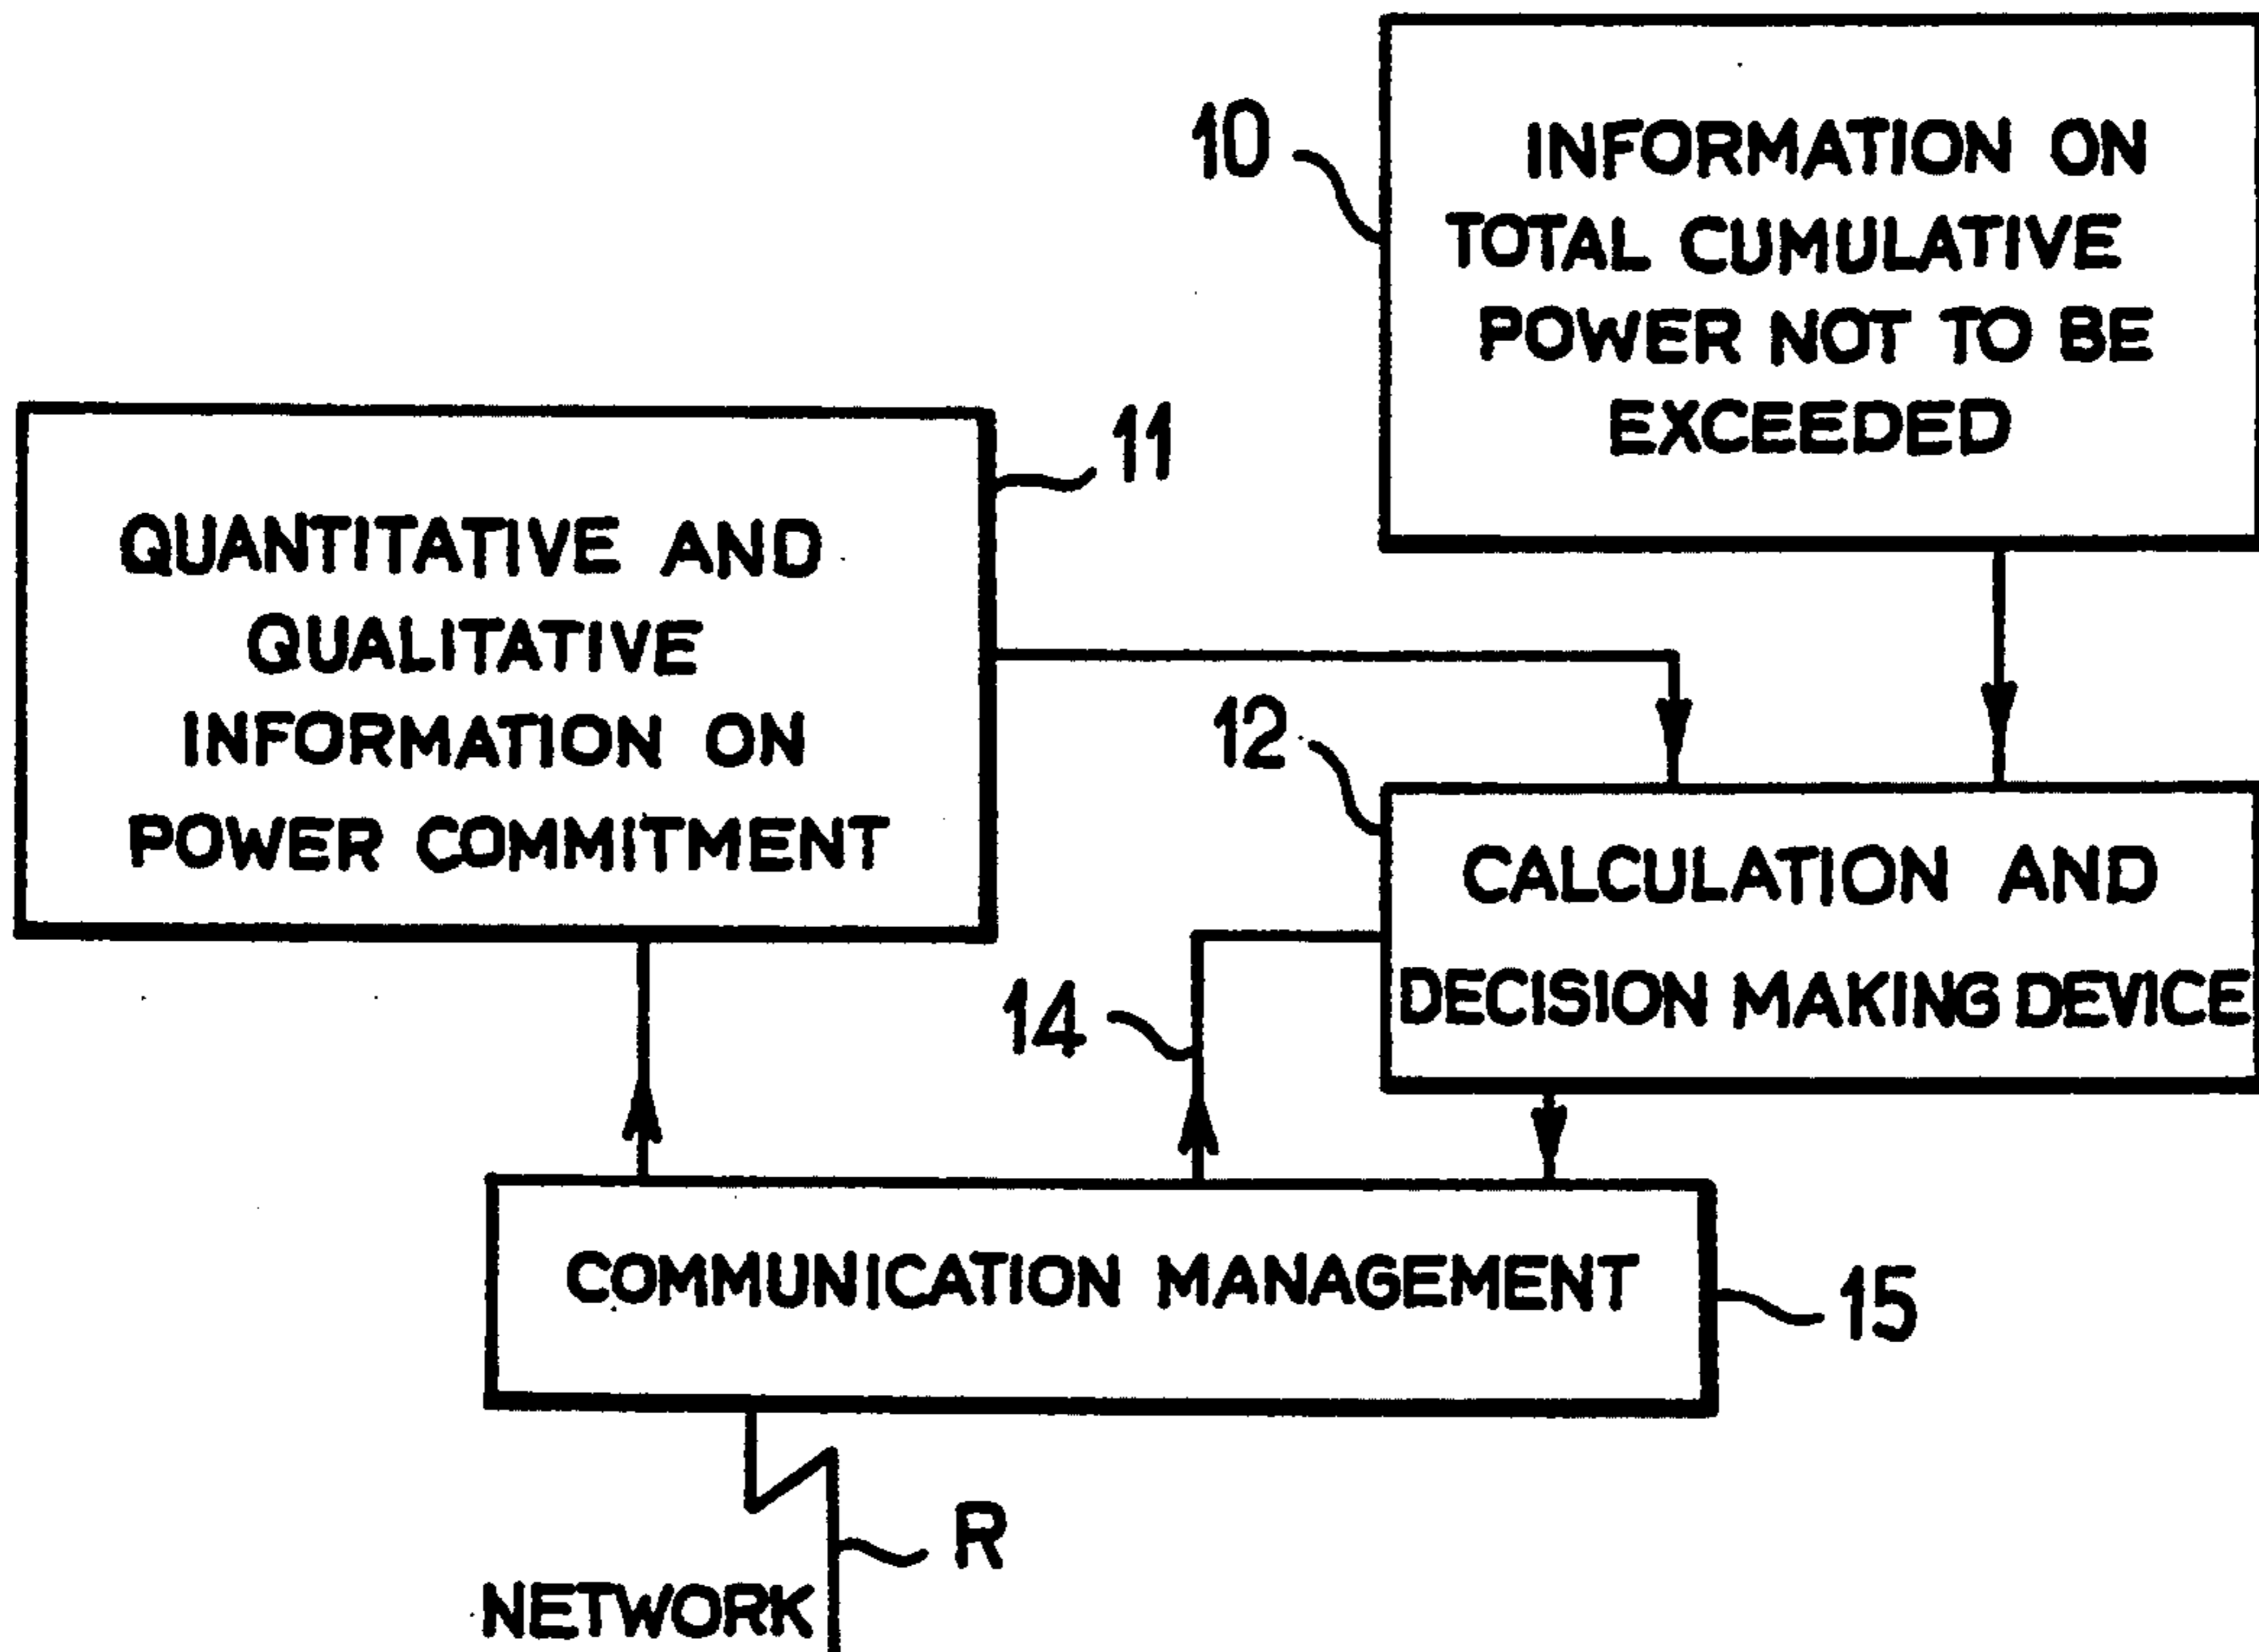 10
INFORMATION ON
TOTAL CUMULATIVE
POWER NOT TO BE
EXCEEDED
11
QUANTITATIVE AND
QUALITATIVE
INFORMATION ON
POWER COMMITMENT
12
CALCULATION AND
DECISION MAKING DEVICE
14
COMMUNICATION MANAGEMENT
15
R
NETWORK